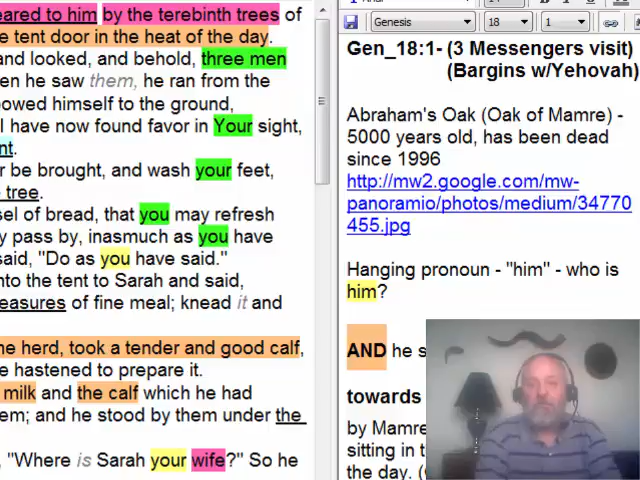 eared to him by the terebinth trees of
e tent door in the heat of the day.
and looked, and behold, three men
en he saw them, he ran from the
bowed himself to the ground,
I have now found favor in Your sight,
nt.
r be brought, and wash your feet,
e tree.
sel of bread, that you may refresh
y pass by, inasmuch as you have
said, "Do as you have said."
nto the tent to Sarah and said,
easures of fine meal; knead it and
he herd, took a tender and good calf,
e hastened to prepare it.
milk and the calf which he had
em; and he stood by them under the
, "Where is Sarah your wife?" So he
Genesis 18 1
Gen_18:1- (3 Messengers visit)
(Bargins w/Yehovah)
Abraham's Oak (Oak of Mamre) -
5000 years old, has been dead
since 1996
http://mw2.google.com/mw-
panoramio/photos/medium/34770
455.jpg
Hanging pronoun - "him" - who is
him?
AND he s
towards
by Mamre
sitting in t
the day. (